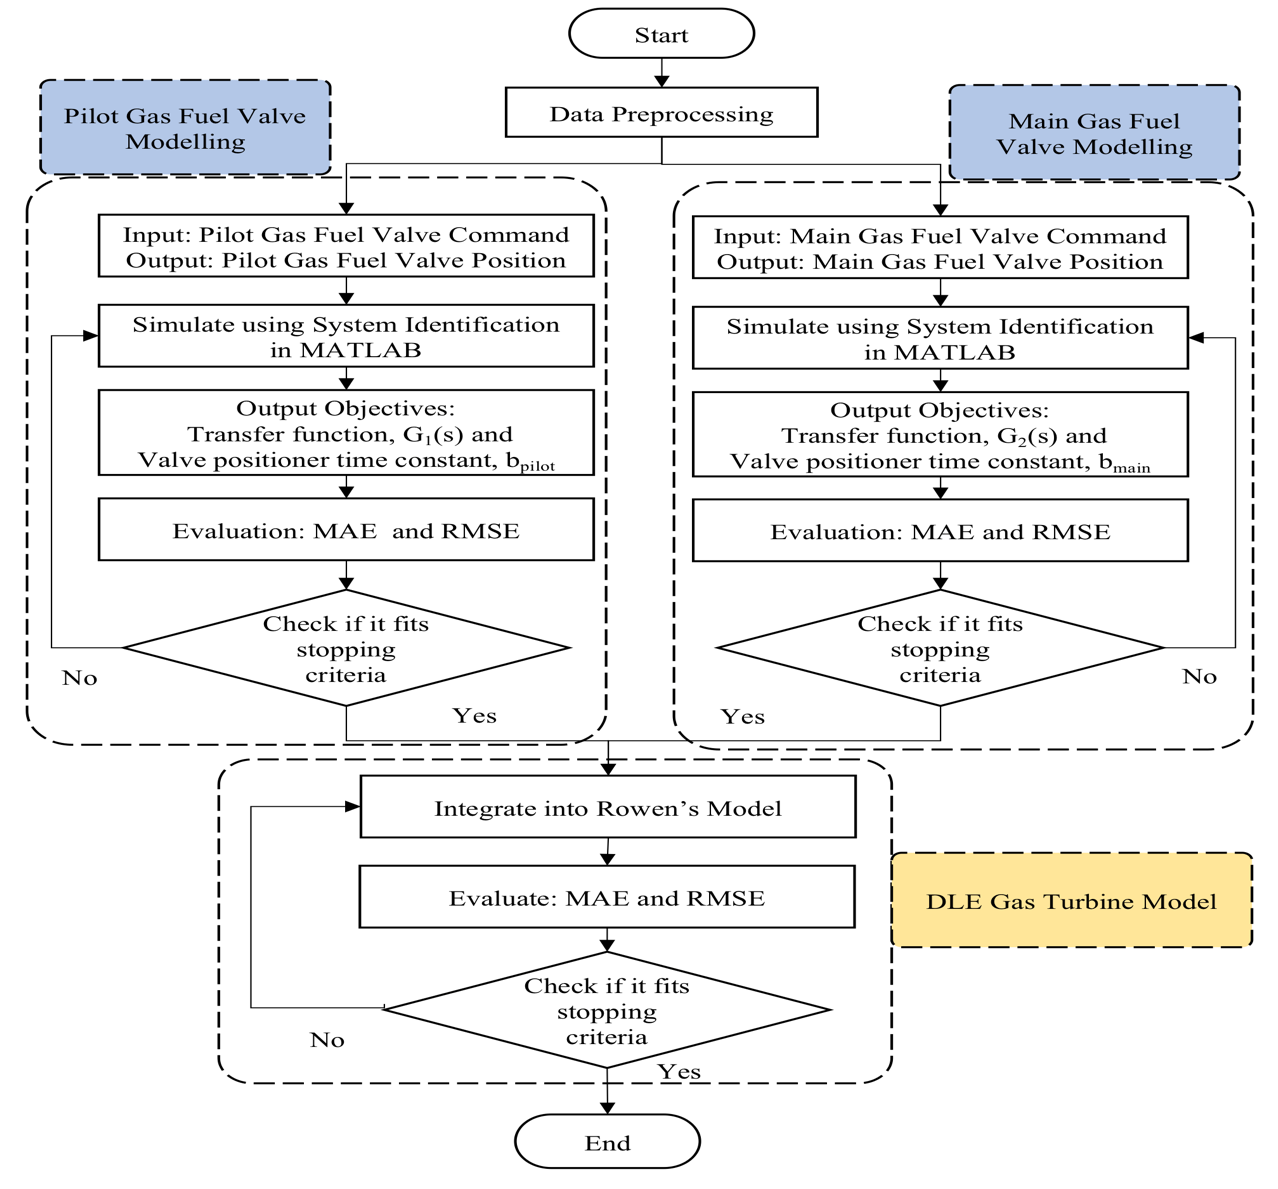 Start
Data Preprocessing
Pilot Gas Fuel Valve
Modelling
Main Gas Fuel
Valve Modelling
Input: Pilot Gas Fuel Valve Command
Output: Pilot Gas Fuel Valve Position
Simulate using System Identification
in MATLAB
Output Objectives:
Transfer function, G₁(s) and
Valve positioner time constant, b_pilot
Evaluation: MAE and RMSE
Check if it fits
stopping
criteria
No
Yes
Input: Main Gas Fuel Valve Command
Output: Main Gas Fuel Valve Position
Simulate using System Identification
in MATLAB
Output Objectives:
Transfer function, G₂(s) and
Valve positioner time constant, b_main
Evaluation: MAE and RMSE
Check if it fits
stopping
criteria
No
Yes
Integrate into Rowen’s Model
Evaluate: MAE and RMSE
DLE Gas Turbine Model
Check if it fits
stopping
criteria
No
Yes
End